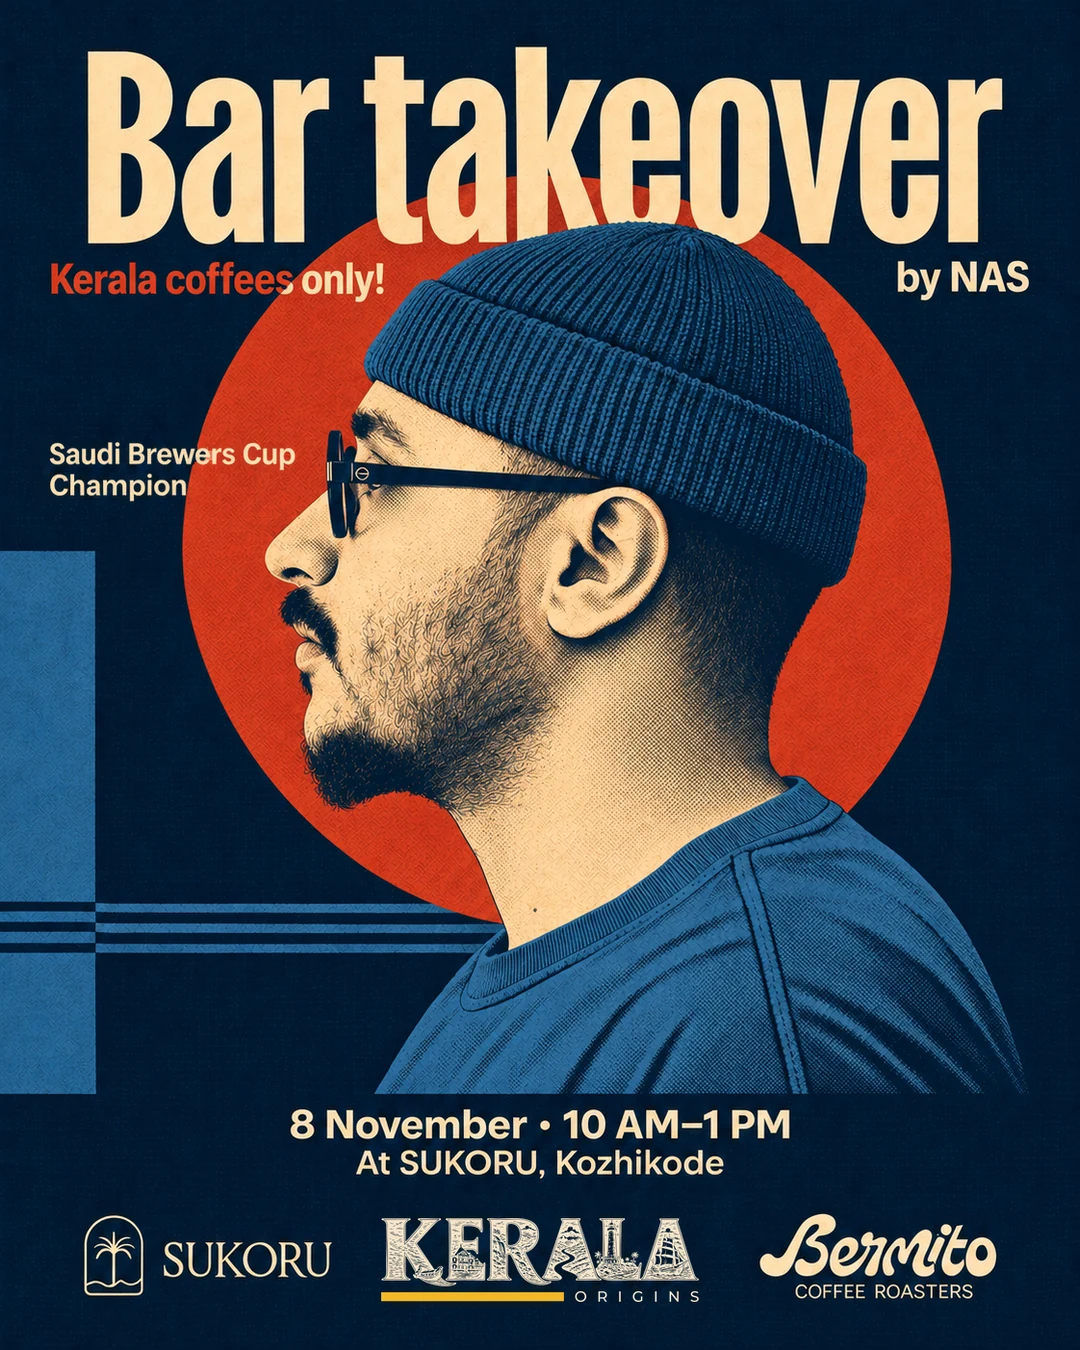 Bar takeover
Kerala coffees only!
by NAS
Saudi Brewers Cup
Champion
8 November • 10 AM–1 PM
At SUKORU, Kozhikode
SUKORU
KERALA
ORIGINS
Bermito
COFFEE ROASTERS